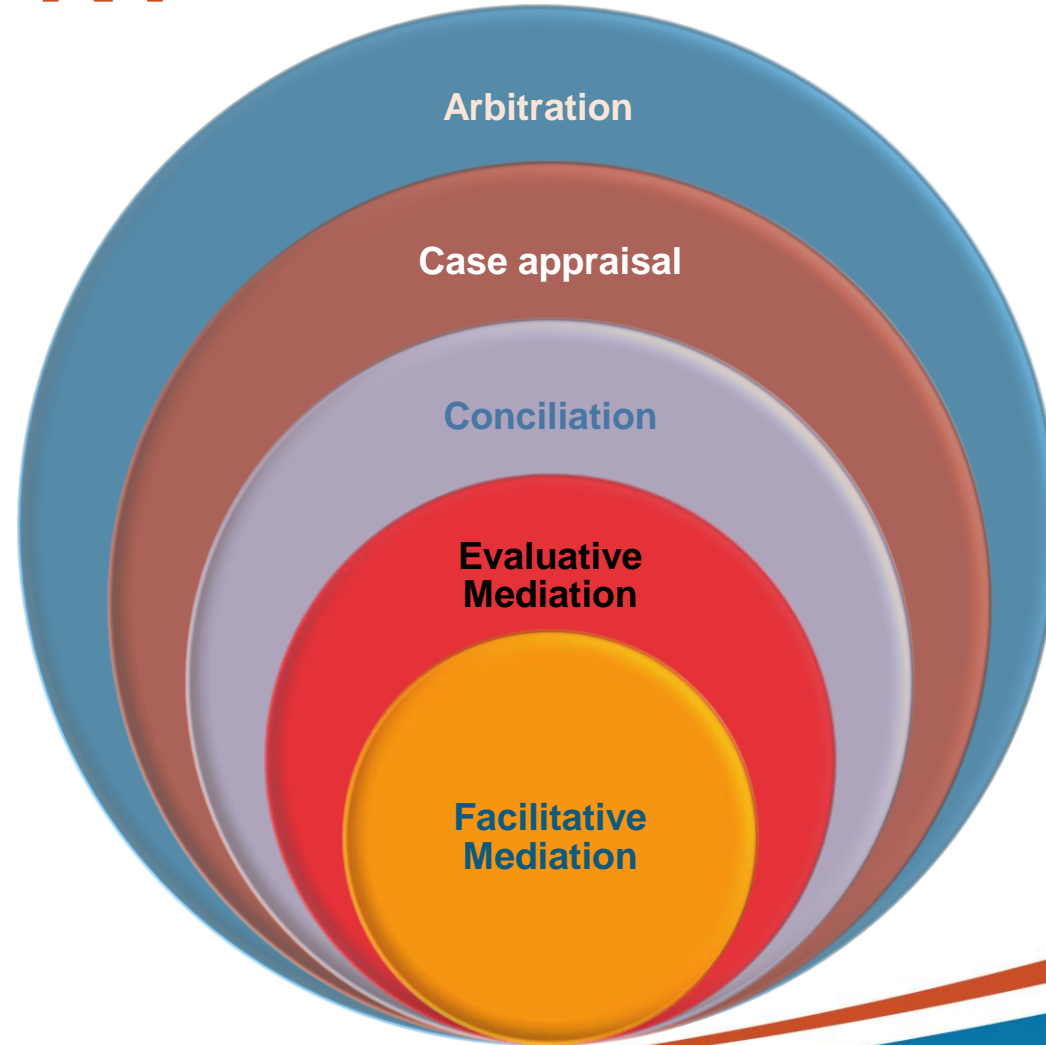 Arbitration
Case appraisal
Conciliation
Evaluative
Mediation
Facilitative
Mediation